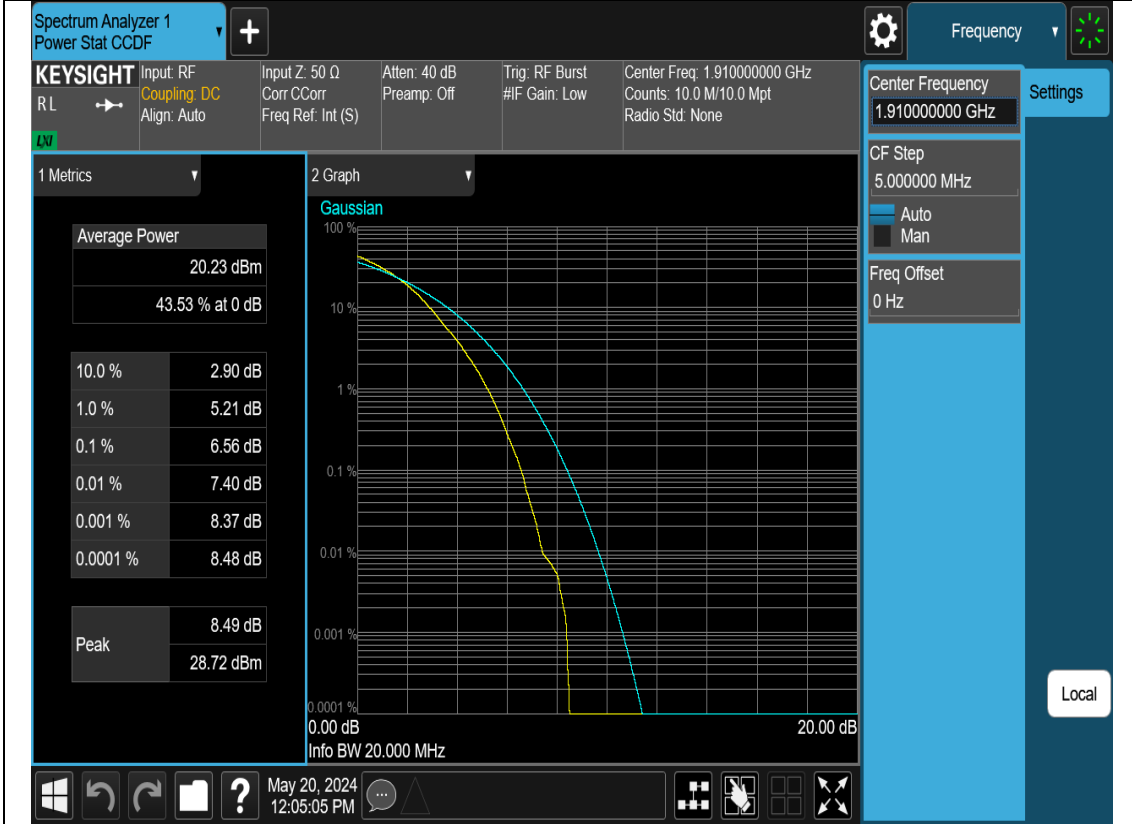 Spectrum Analyzer 1
Power Stat CCDF
Frequency
KEYSIGHT
RL
LXI
Input: RF
Coupling: DC
Align: Auto
Input Z: 50 Ω
Corr CCorr
Freq Ref: Int (S)
Atten: 40 dB
Preamp: Off
Trig: RF Burst
#IF Gain: Low
Center Freq: 1.910000000 GHz
Counts: 10.0 M/10.0 Mpt
Radio Std: None
Center Frequency
1.910000000 GHz
Settings
CF Step
5.000000 MHz
Auto
Man
Freq Offset
0 Hz
1 Metrics
Average Power
20.23 dBm
43.53 % at 0 dB
10.0 % 2.90 dB
1.0 % 5.21 dB
0.1 % 6.56 dB
0.01 % 7.40 dB
0.001 % 8.37 dB
0.0001 % 8.48 dB
Peak
8.49 dB
28.72 dBm
2 Graph
Gaussian
100 %
10 %
1 %
0.1 %
0.01 %
0.001 %
0.0001 %
0.00 dB 20.00 dB
Info BW 20.000 MHz
Local
?
May 20, 2024
12:05:05 PM